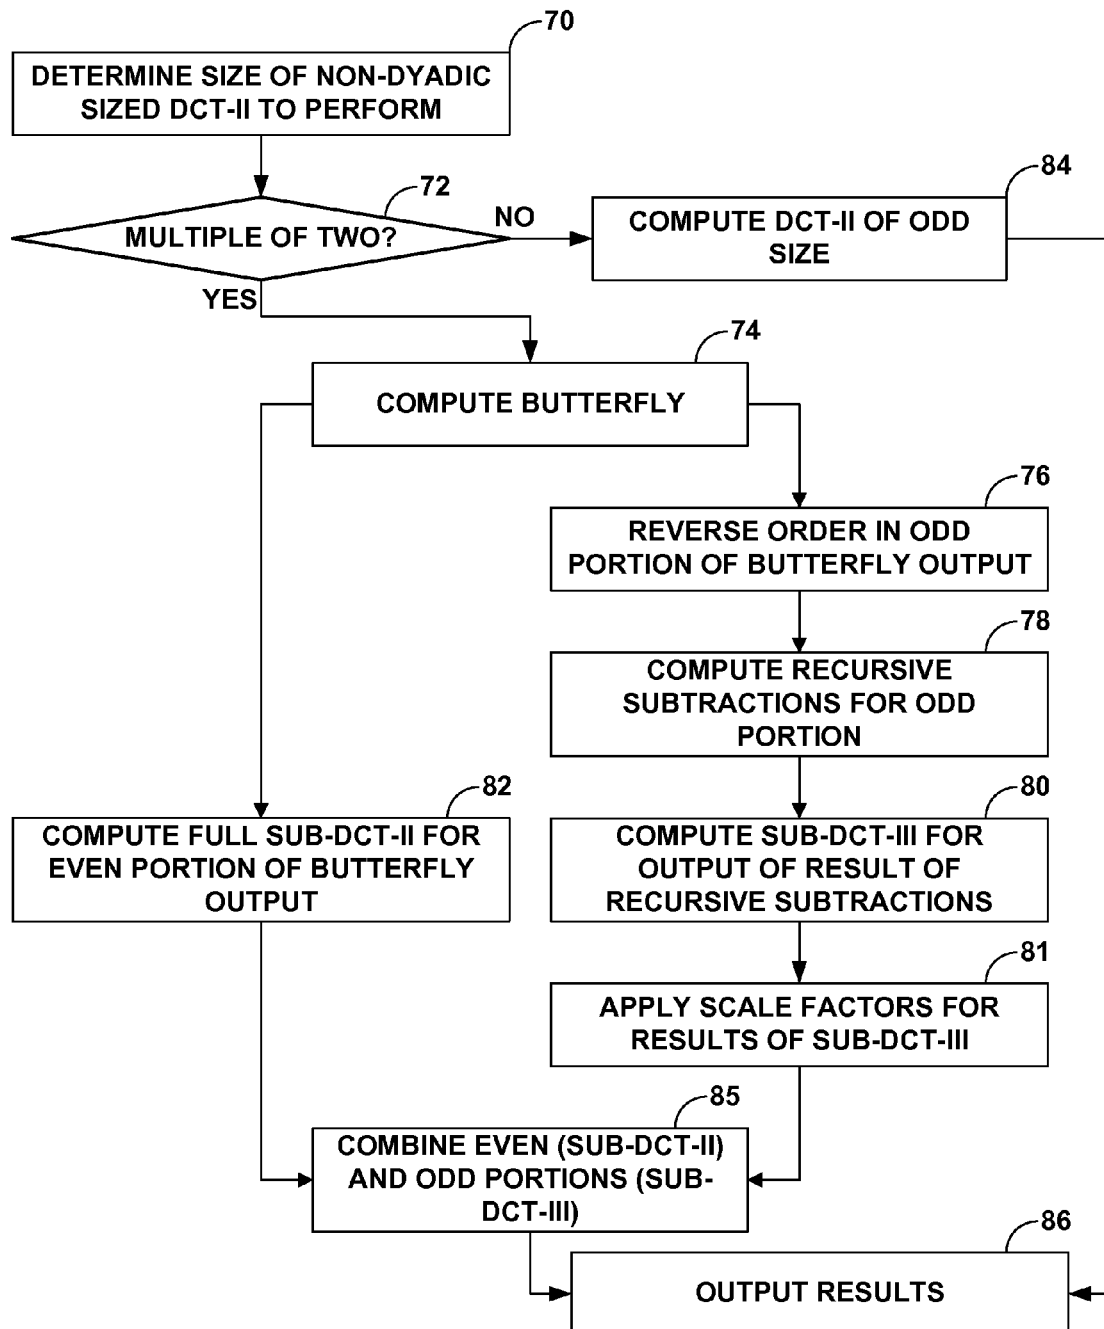 70
DETERMINE SIZE OF NON-DYADIC
SIZED DCT-II TO PERFORM
72
MULTIPLE OF TWO?
NO
YES
84
COMPUTE DCT-II OF ODD
SIZE
74
COMPUTE BUTTERFLY
76
REVERSE ORDER IN ODD
PORTION OF BUTTERFLY OUTPUT
78
COMPUTE RECURSIVE
SUBTRACTIONS FOR ODD
PORTION
82
COMPUTE FULL SUB-DCT-II FOR
EVEN PORTION OF BUTTERFLY
OUTPUT
80
COMPUTE SUB-DCT-III FOR
OUTPUT OF RESULT OF
RECURSIVE SUBTRACTIONS
81
APPLY SCALE FACTORS FOR
RESULTS OF SUB-DCT-III
85
COMBINE EVEN (SUB-DCT-II)
AND ODD PORTIONS (SUB-
DCT-III)
86
OUTPUT RESULTS